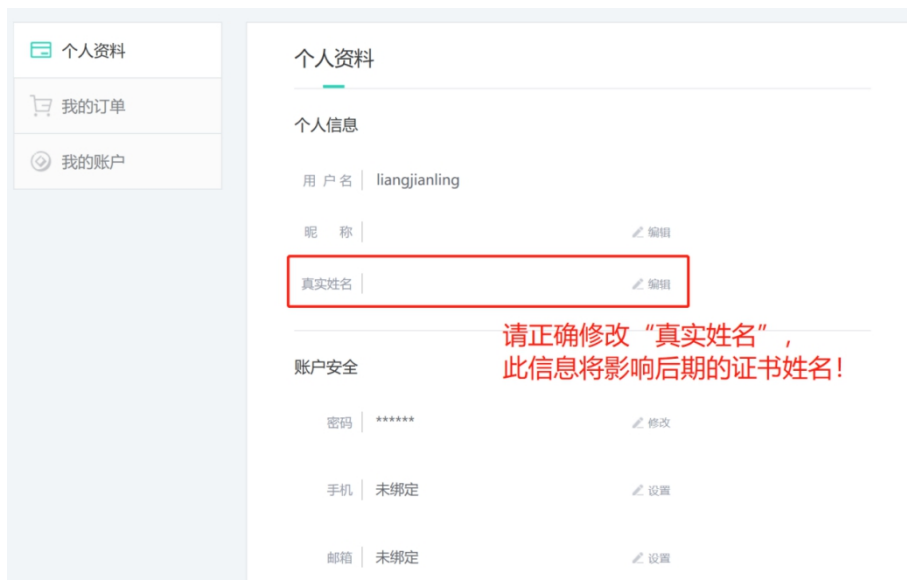 个人资料
我的订单
我的账户
个人资料
个人信息
用户名 liangjianling
昵 称 编辑
真实姓名 编辑
请正确修改“真实姓名”，
此信息将影响后期的证书姓名！
账户安全
密码 ****** 修改
手机 未绑定 设置
邮箱 未绑定 设置